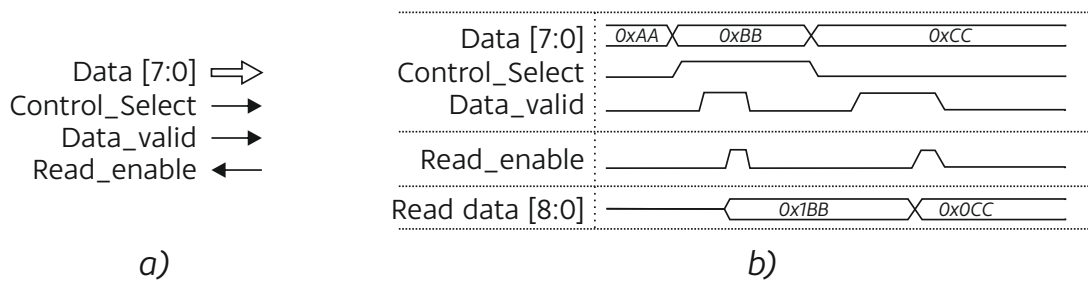 Data [7:0]
Control_Select
Data_valid
Read_enable
a)
Data [7:0] 0xAA 0xBB 0xCC
Control_Select
Data_valid
Read_enable
Read data [8:0] 0x1BB 0x0CC
b)